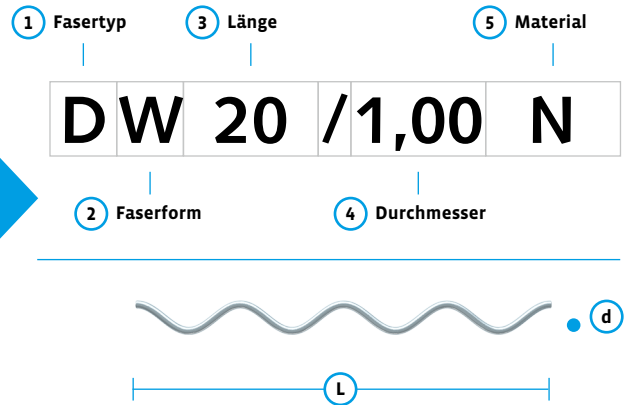 1 Fasertyp 3 Länge 5 Material
D W 20 / 1,00 N
2 Faserform 4 Durchmesser
d
L